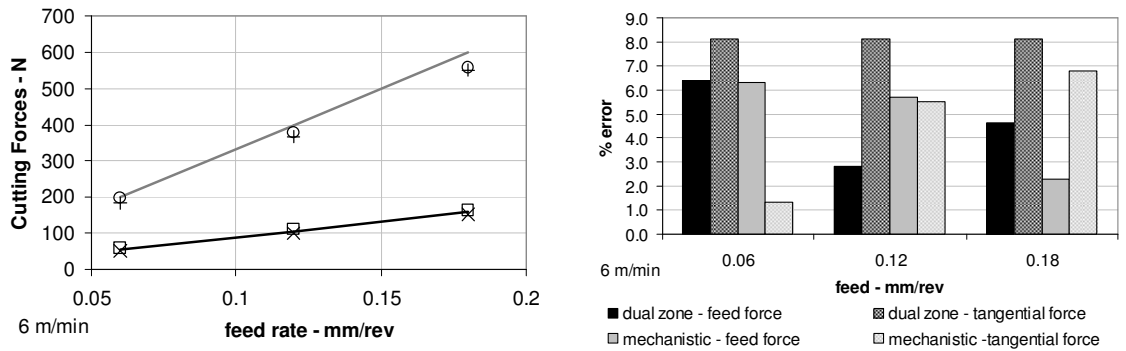 700
600
500
400
300
200
100
0
Cutting Forces - N
0.05 0.1 0.15 0.2
6 m/min
feed rate - mm/rev
9.0
8.0
7.0
6.0
5.0
4.0
3.0
2.0
1.0
0.0
% error
0.06 0.12 0.18
6 m/min
feed - mm/rev
dual zone - feed force dual zone - tangential force
mechanistic - feed force mechanistic -tangential force